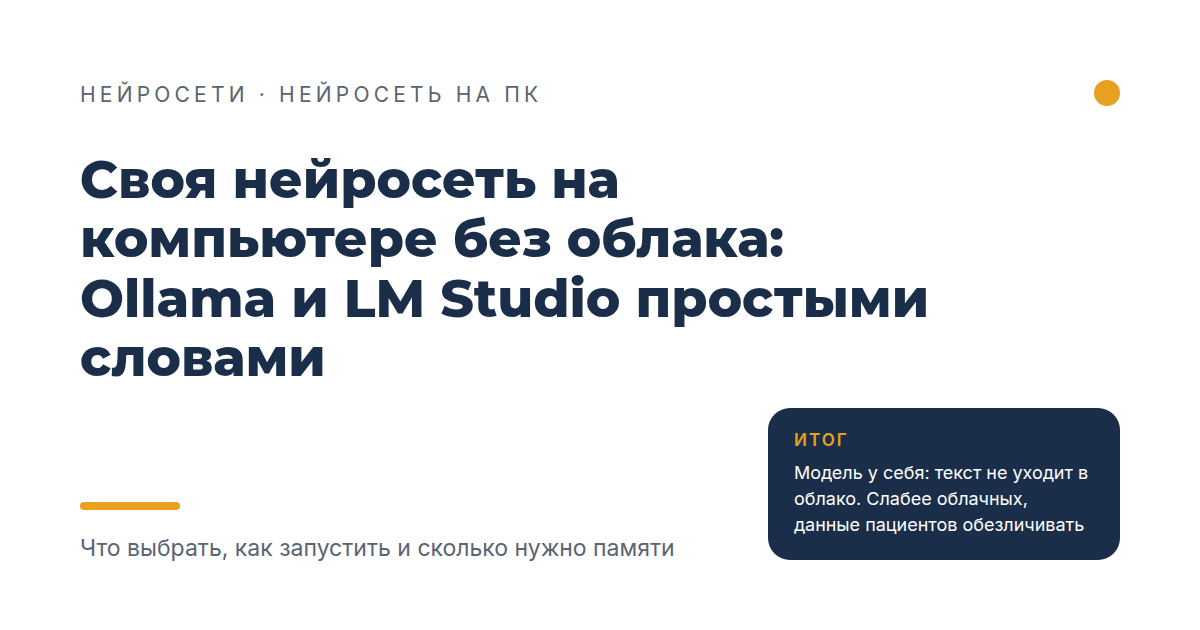 НЕЙРОСЕТИ · НЕЙРОСЕТЬ НА ПК
Своя нейросеть на
компьютере без облака:
Ollama и LM Studio простыми
словами
ИТОГ
Модель у себя: текст не уходит в
облако. Слабее облачных,
данные пациентов обезличивать
Что выбрать, как запустить и сколько нужно памяти